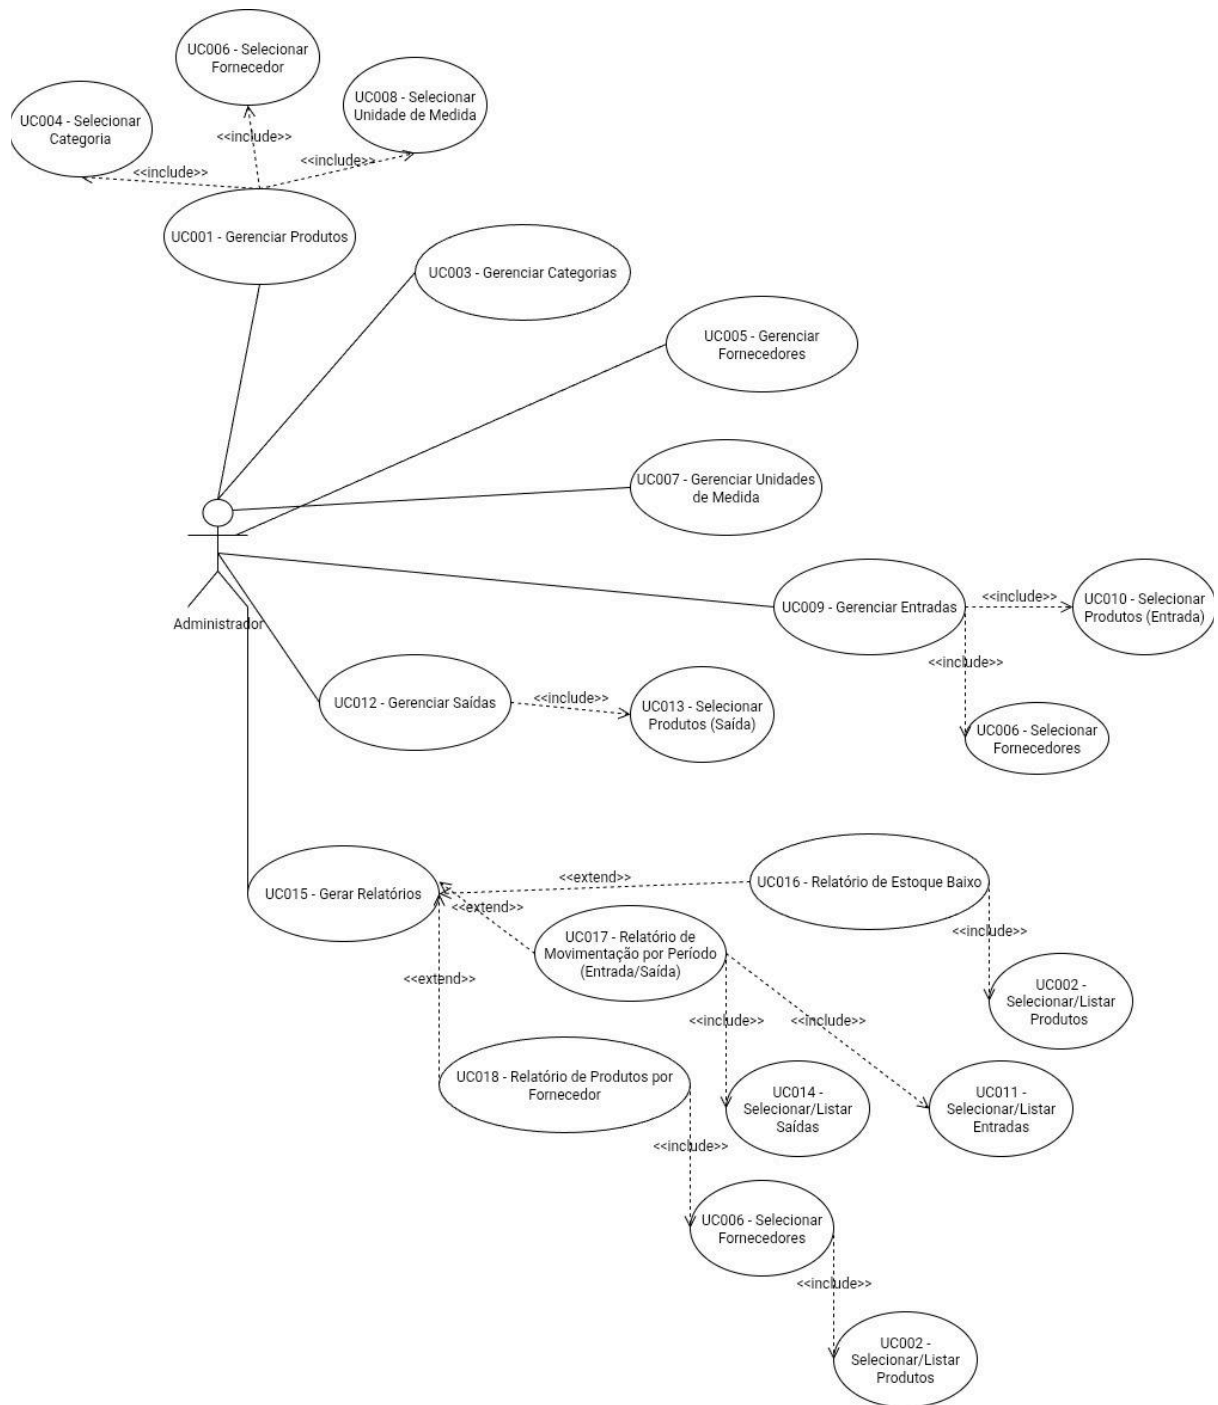 UC006 - Selecionar
Fornecedor
UC008 - Selecionar
Unidade de Medida
UC004 - Selecionar
Categoria
<<include>>
<<include>>
<<include>>
UC001 - Gerenciar Produtos
UC003 - Gerenciar Categorias
UC005 - Gerenciar
Fornecedores
UC007 - Gerenciar Unidades
de Medida
UC009 - Gerenciar Entradas
<<include>>
UC010 - Selecionar
Produtos (Entrada)
Administrador
<<include>>
UC012 - Gerenciar Saídas
<<include>>
UC013 - Selecionar
Produtos (Saída)
UC006 - Selecionar
Fornecedores
UC015 - Gerar Relatórios
<<extend>>
UC016 - Relatório de Estoque Baixo
<<extend>>
UC017 - Relatório de
Movimentação por Período
(Entrada/Saída)
<<include>>
<<extend>>
UC002 -
Selecionar/Listar
Produtos
<<include>>
<<include>>
UC018 - Relatório de Produtos por
Fornecedor
UC014 -
Selecionar/Listar
Saídas
UC011 -
Selecionar/Listar
Entradas
<<include>>
UC006 - Selecionar
Fornecedores
<<include>>
UC002 -
Selecionar/Listar
Produtos